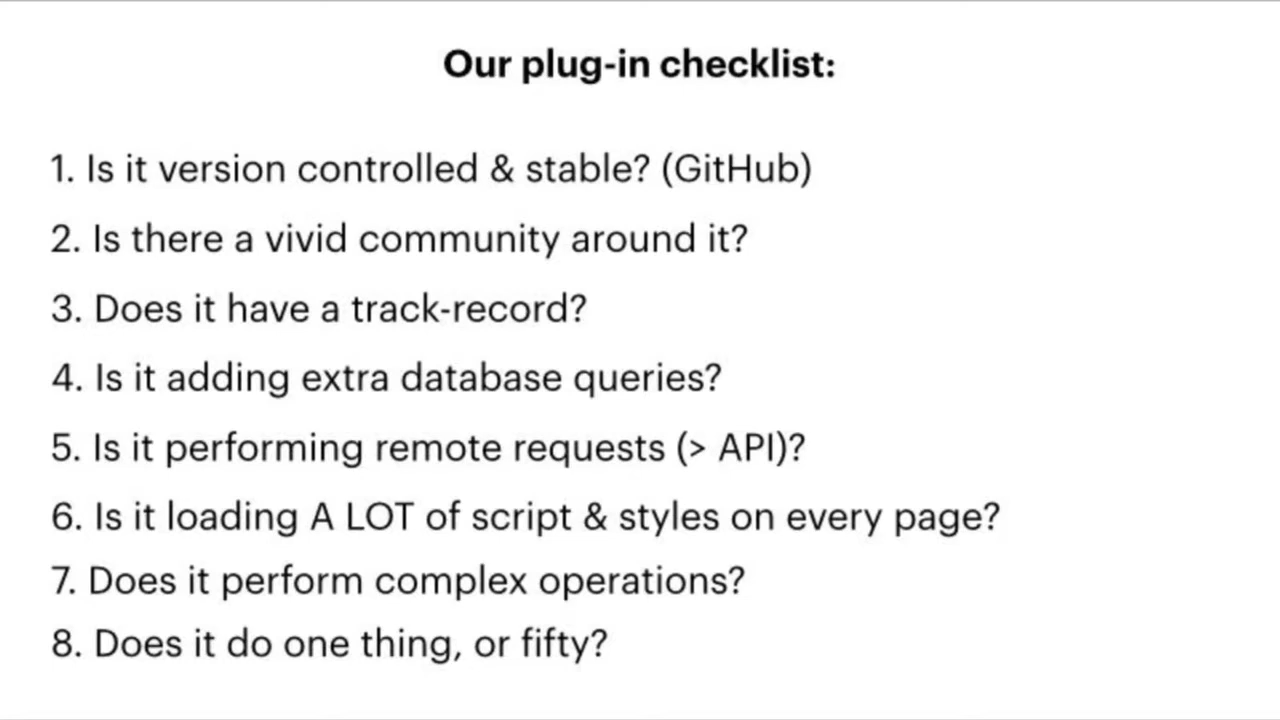 Our plug-in checklist:
1. Is it version controlled & stable? (GitHub)
2. Is there a vivid community around it?
3. Does it have a track-record?
4. Is it adding extra database queries?
5. Is it performing remote requests (> API)?
6. Is it loading A LOT of script & styles on every page?
7. Does it perform complex operations?
8. Does it do one thing, or fifty?